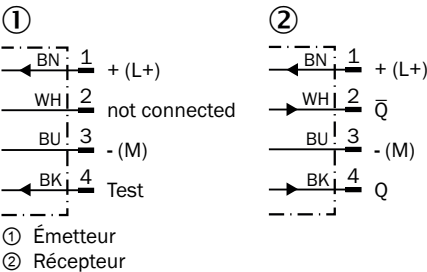 ① ②
BN 1 + (L+)
WH 2 not connected
BU 3 - (M)
BK 4 Test
BN 1 + (L+)
WH 2 Q̅
BU 3 - (M)
BK 4 Q
① Émetteur
② Récepteur